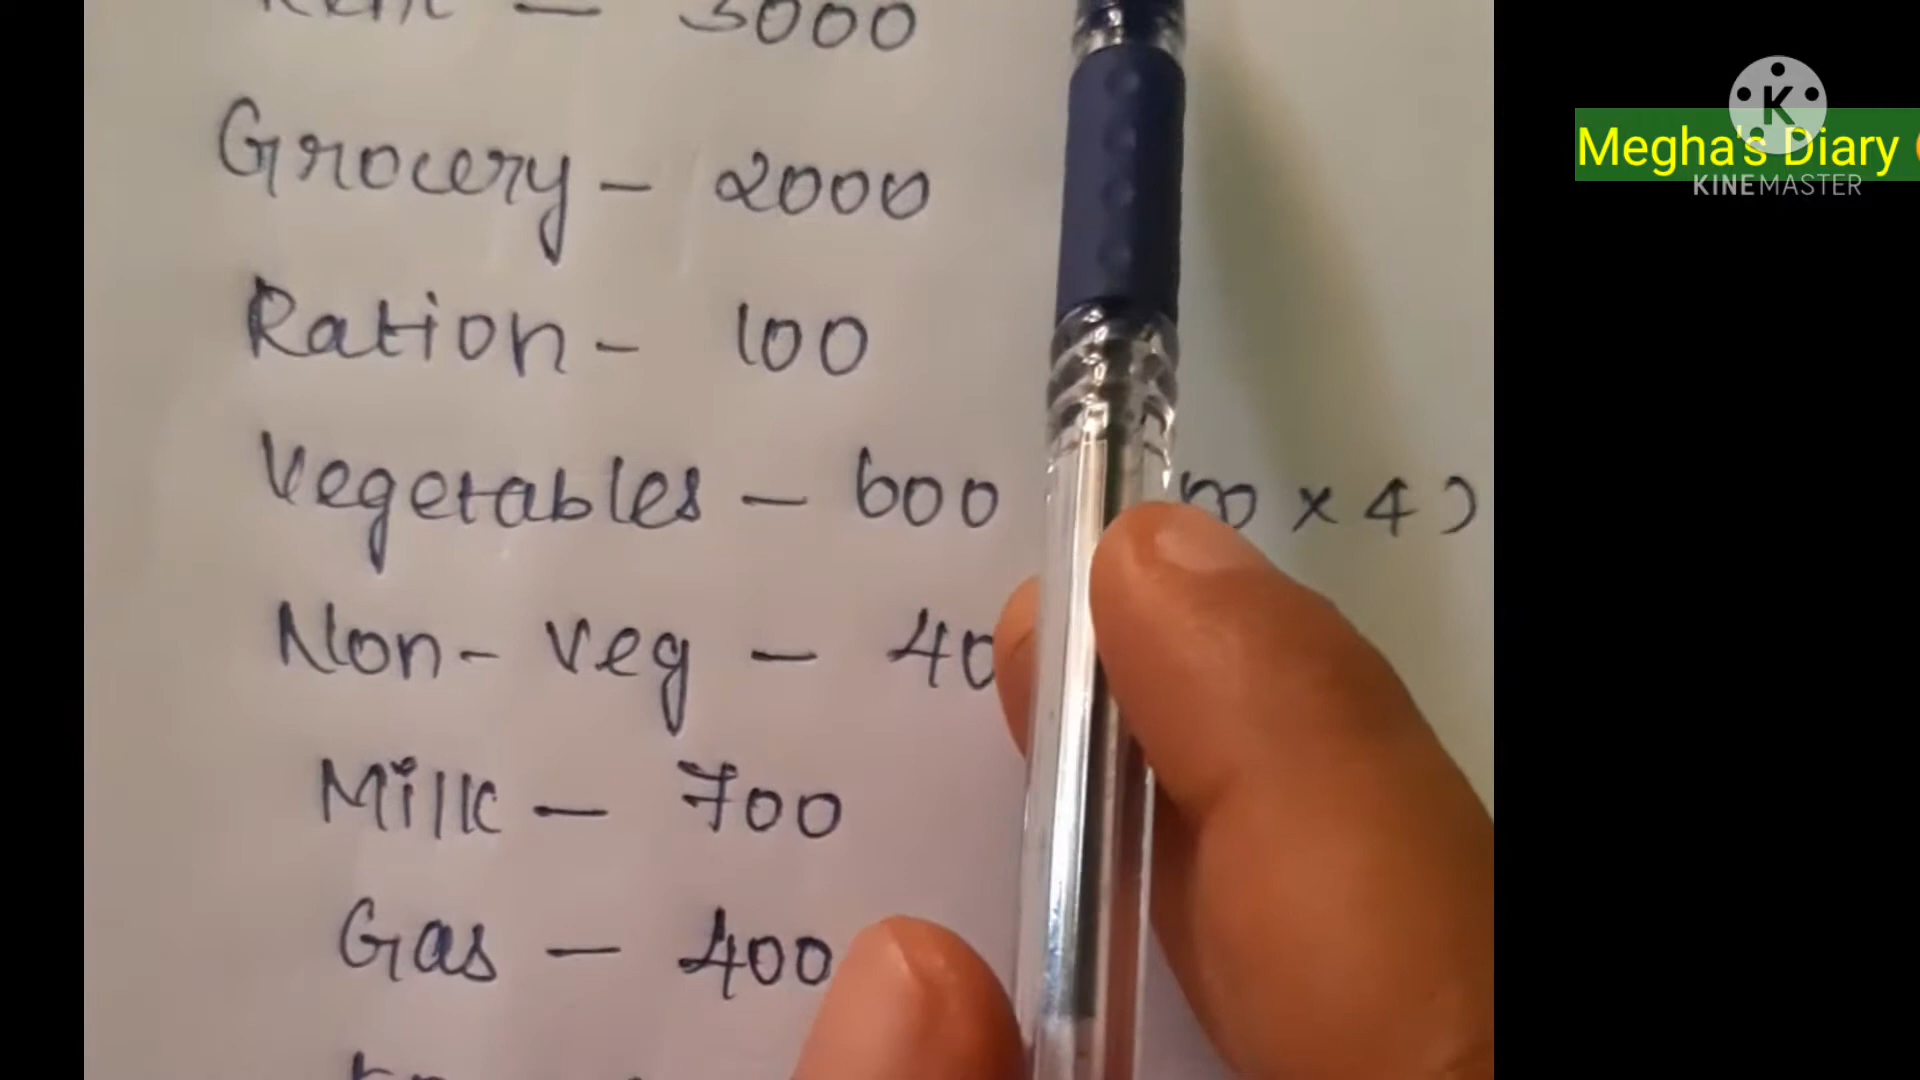 3000
Grocery - 2000
Ration - 100
Vegetables - 600 x 4)
Non-veg - 40
Milk - 700
Gas - 400
Megha's Diary
K
KINEMASTER